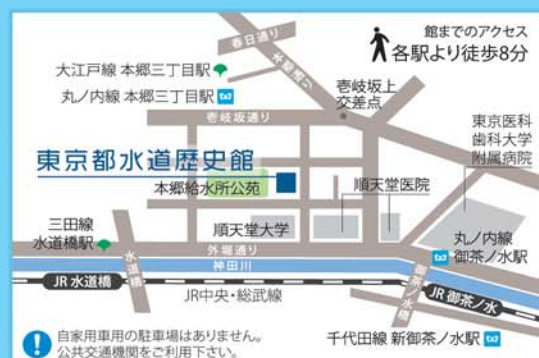 館までのアクセス
各駅より徒歩8分
春日通り
本郷通り
大江戸線 本郷三丁目駅
丸ノ内線 本郷三丁目駅
壱岐坂上
交差点
壱岐坂通り
東京医科
歯科大学
附属病院
東京都水道歴史館
本郷給水所公苑
順天堂医院
三田線
水道橋駅
順天堂大学
外堀通り
神田川
丸ノ内線
御茶ノ水駅
水道橋
御茶ノ水橋
JR 水道橋
JR中央・総武線
JR 御茶ノ水
自家用車用の駐車場はありません。
公共交通機関をご利用下さい。
千代田線 新御茶ノ水駅